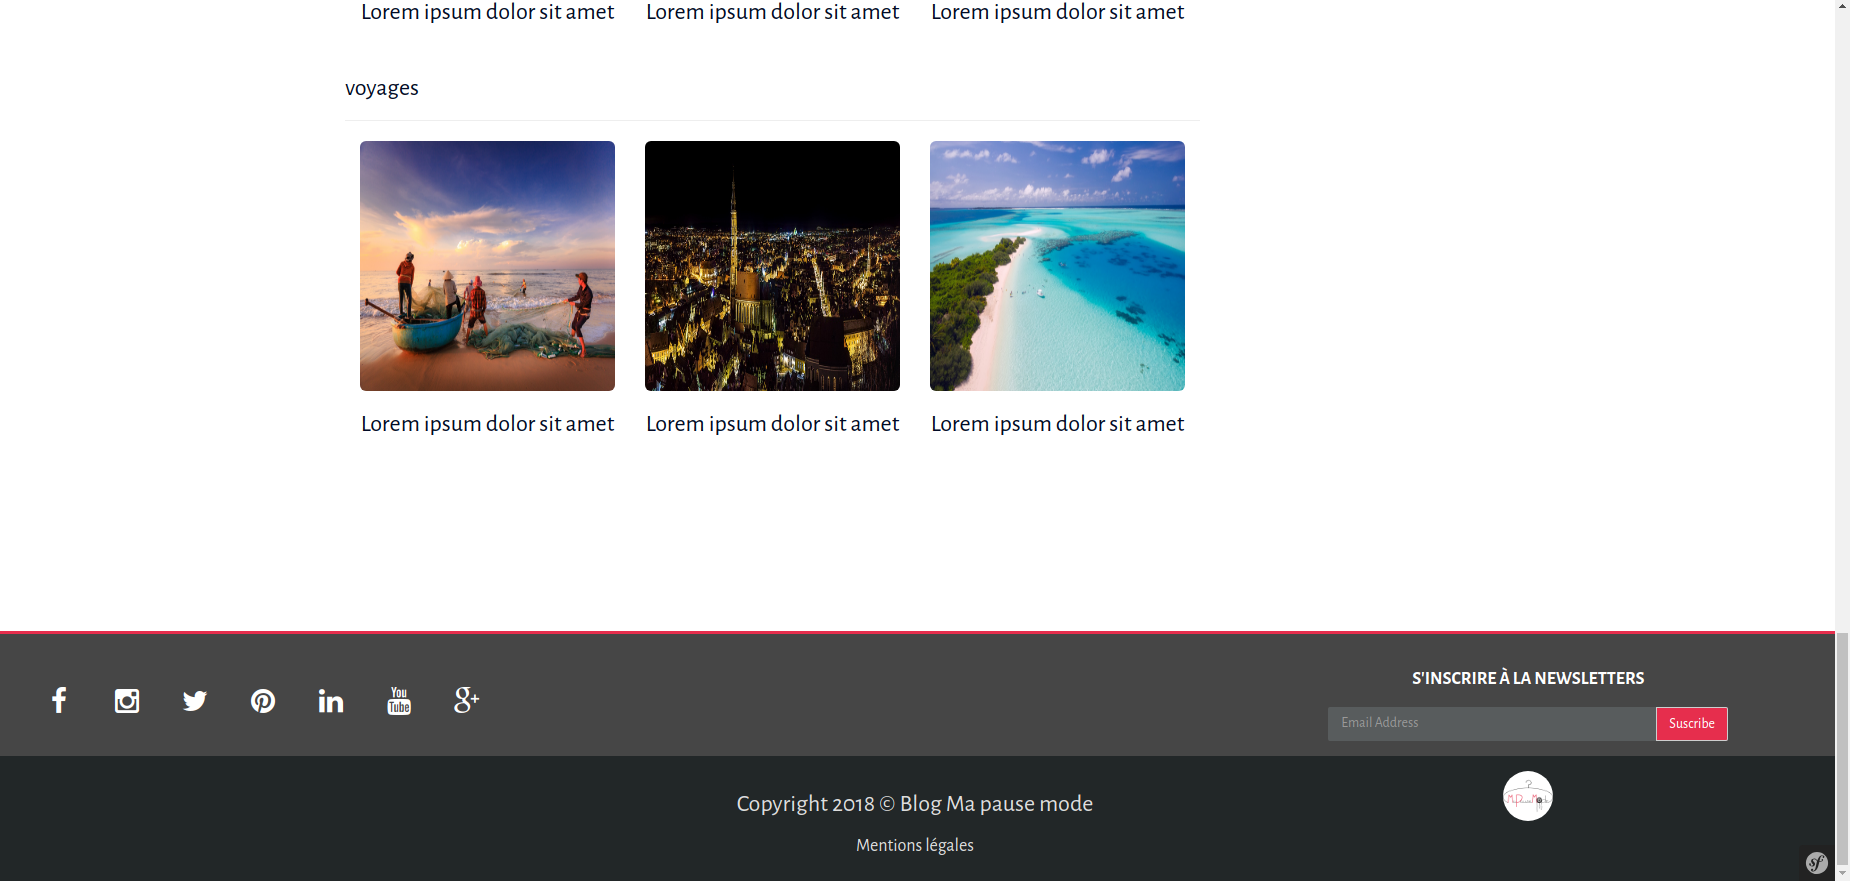 Lorem ipsum dolor sit amet Lorem ipsum dolor sit amet Lorem ipsum dolor sit amet
voyages
Lorem ipsum dolor sit amet Lorem ipsum dolor sit amet Lorem ipsum dolor sit amet
S'INSCRIRE À LA NEWSLETTERS
You
Tube
g+
Email Address Suscribe
Copyright 2018 © Blog Ma pause mode
Mentions légales
sf